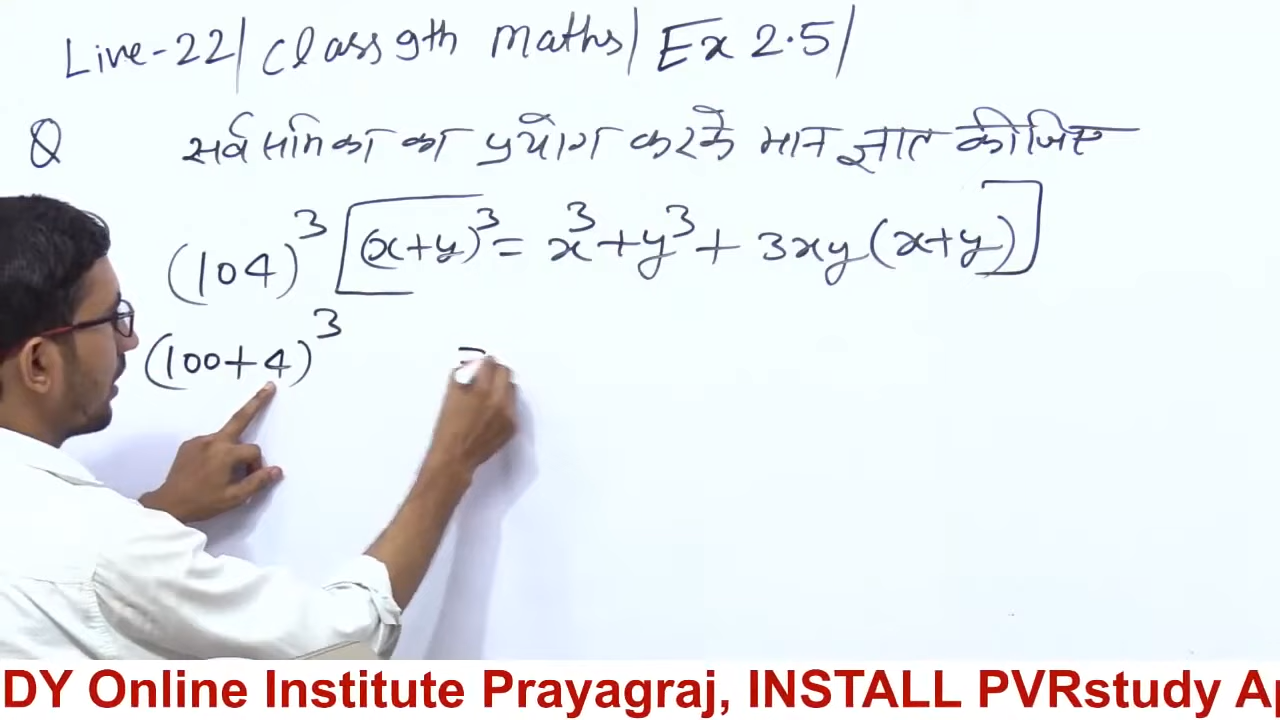 Live-22| Class 9th maths| Ex 2.5|
Q सर्वसमिका का प्रयोग करके मान ज्ञात कीजिए
(104)³ [(x+y)³ = x³+y³+ 3xy(x+y)]
(100+4)³ =
DY Online Institute Prayagraj, INSTALL PVRstudy Ap